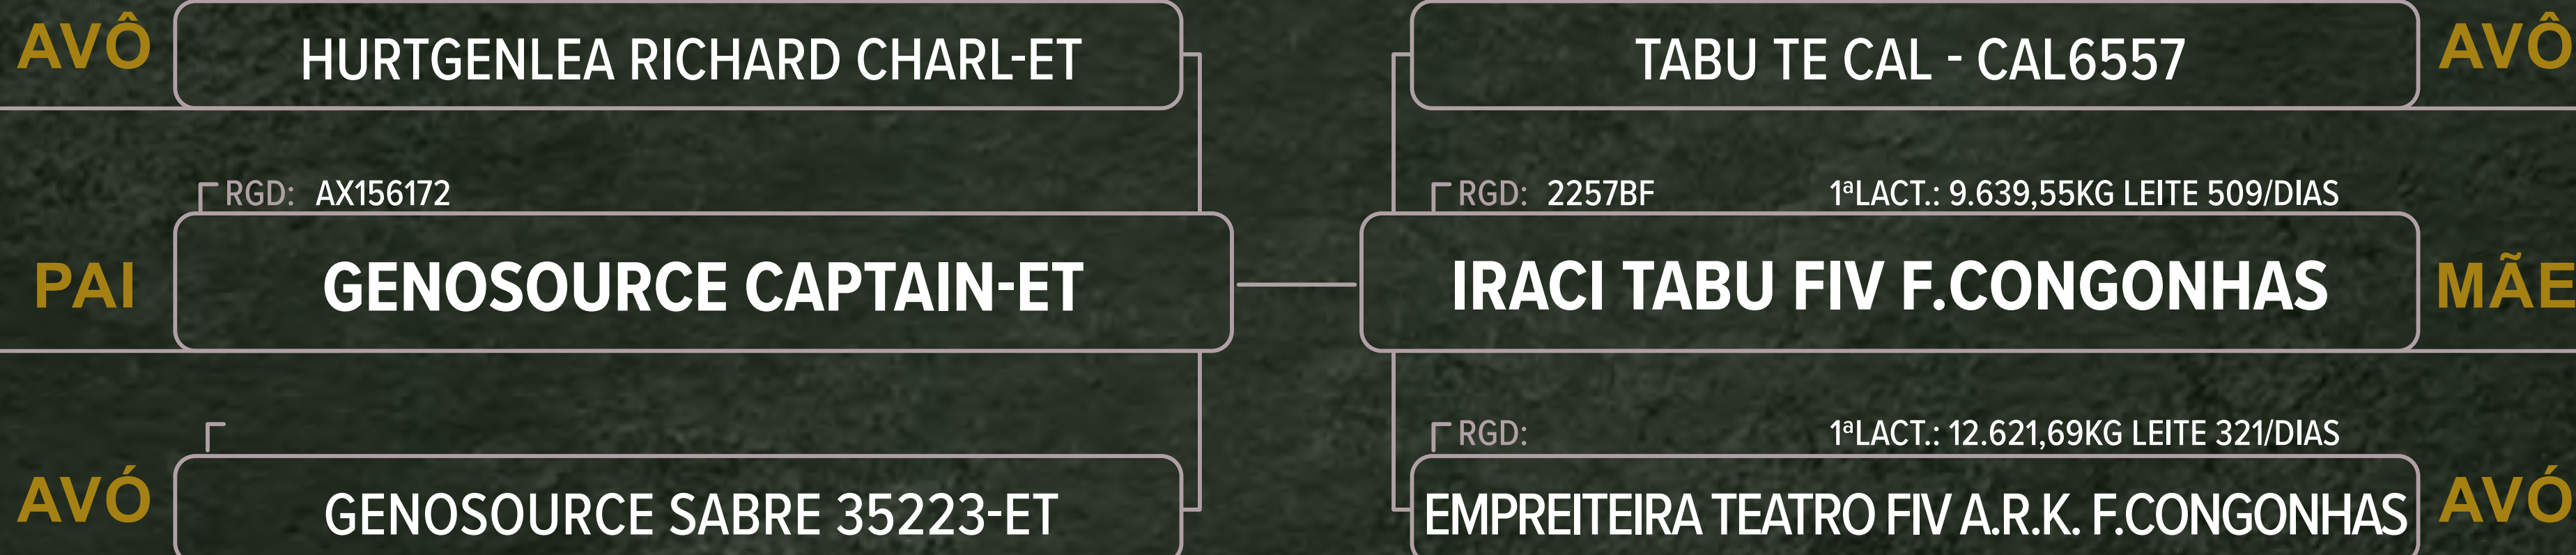 AVÔ HURTGENLEA RICHARD CHARL-ET TABU TE CAL - CAL6557 AVÔ
RGD: AX156172 RGD: 2257BF 1ªLACT.: 9.639,55KG LEITE 509/DIAS
PAI GENOSOURCE CAPTAIN-ET IRACI TABU FIV F.CONGONHAS MÃE
RGD: 1ªLACT.: 12.621,69KG LEITE 321/DIAS
AVÓ GENOSOURCE SABRE 35223-ET EMPREITEIRA TEATRO FIV A.R.K. F.CONGONHAS AVÓ